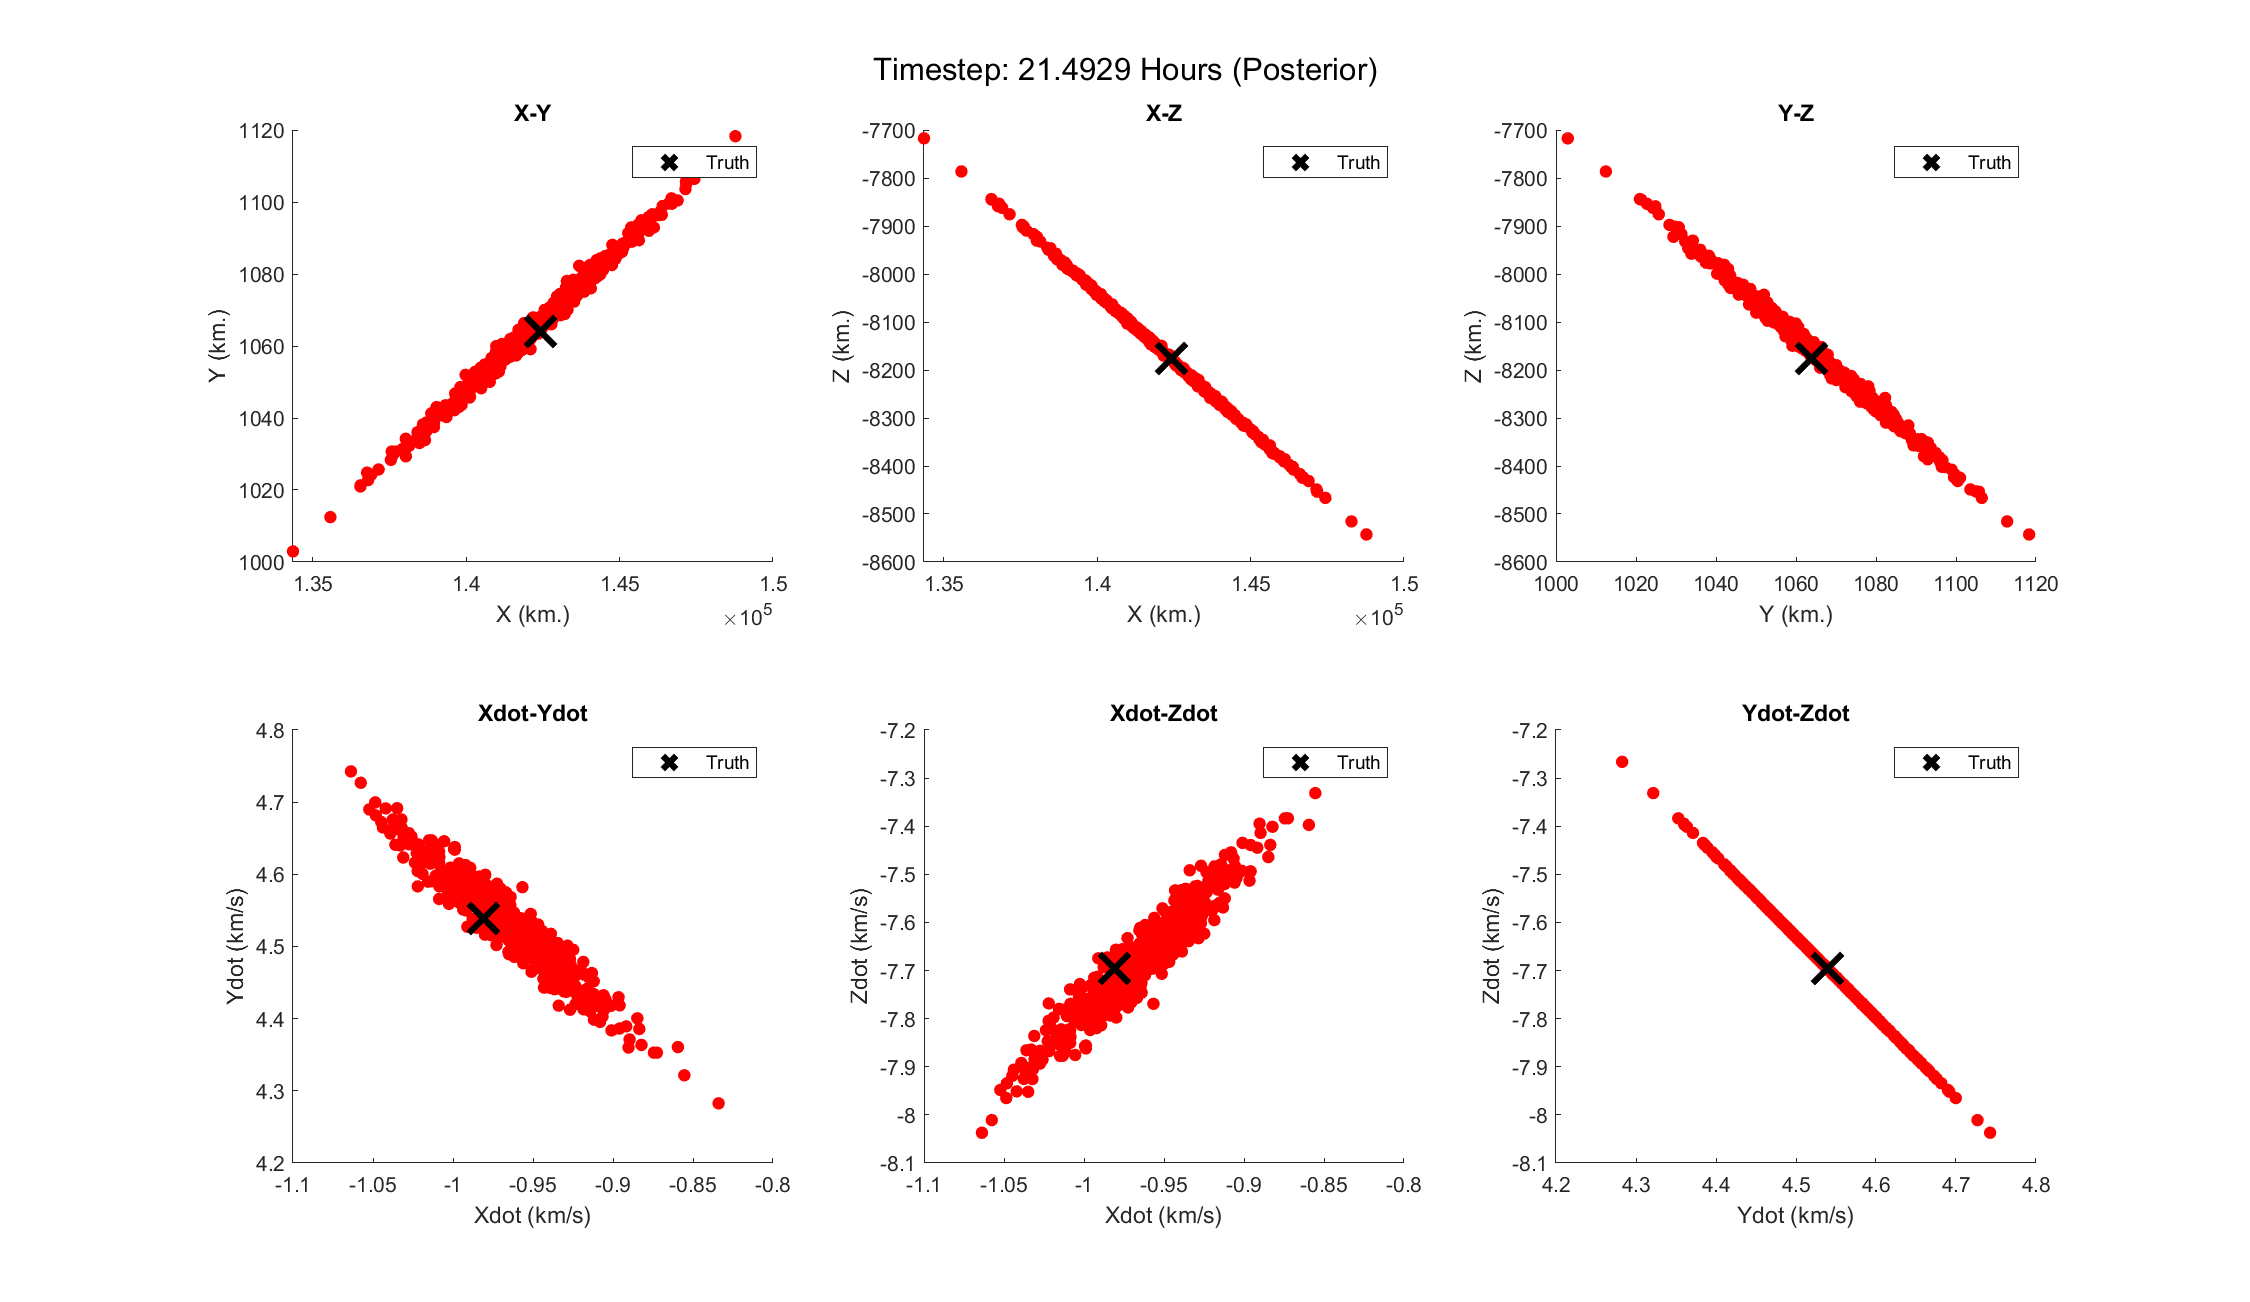 Timestep: 21.4929 Hours (Posterior)
X-Y
1120
1100
1080
1060
1040
1020
1000
Y (km.)
Truth
1.35 1.4 1.45 1.5
X (km.)
×10^5
X-Z
-7700
-7800
-7900
-8000
-8100
-8200
-8300
-8400
-8500
-8600
Z (km.)
Truth
1.35 1.4 1.45 1.5
X (km.)
×10^5
Y-Z
-7700
-7800
-7900
-8000
-8100
-8200
-8300
-8400
-8500
-8600
Z (km.)
Truth
1000 1020 1040 1060 1080 1100 1120
Y (km.)
Xdot-Ydot
4.8
4.7
4.6
4.5
4.4
4.3
4.2
Ydot (km/s)
Truth
-1.1 -1.05 -1 -0.95 -0.9 -0.85 -0.8
Xdot (km/s)
Xdot-Zdot
-7.2
-7.3
-7.4
-7.5
-7.6
-7.7
-7.8
-7.9
-8
-8.1
Zdot (km/s)
Truth
-1.1 -1.05 -1 -0.95 -0.9 -0.85 -0.8
Xdot (km/s)
Ydot-Zdot
-7.2
-7.3
-7.4
-7.5
-7.6
-7.7
-7.8
-7.9
-8
-8.1
Zdot (km/s)
Truth
4.2 4.3 4.4 4.5 4.6 4.7 4.8
Ydot (km/s)